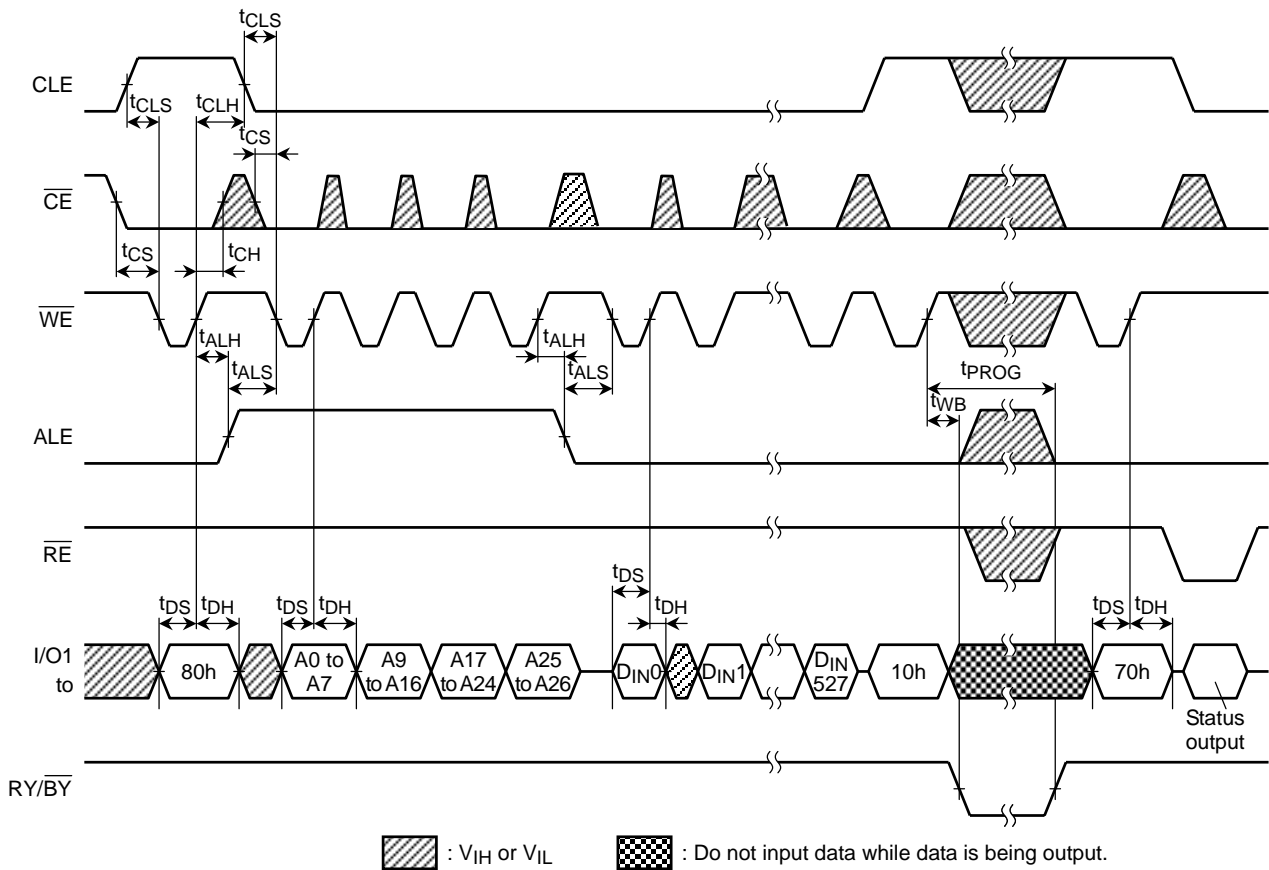 tCLS
CLE
tCLS
tCLH
tCS
CE
tCS
tCH
WE
tALH
tALS
tALH
tALS
tPROG
tWB
ALE
RE
tDS
tDH
tDS
tDH
tDS
tDH
tDS
tDH
I/O1
to
80h
A0 to
A7
A9
to A16
A17
to A24
A25
to A26
DIN0
DIN1
DIN
527
10h
70h
Status
output
RY/BY
: VIH or VIL
: Do not input data while data is being output.